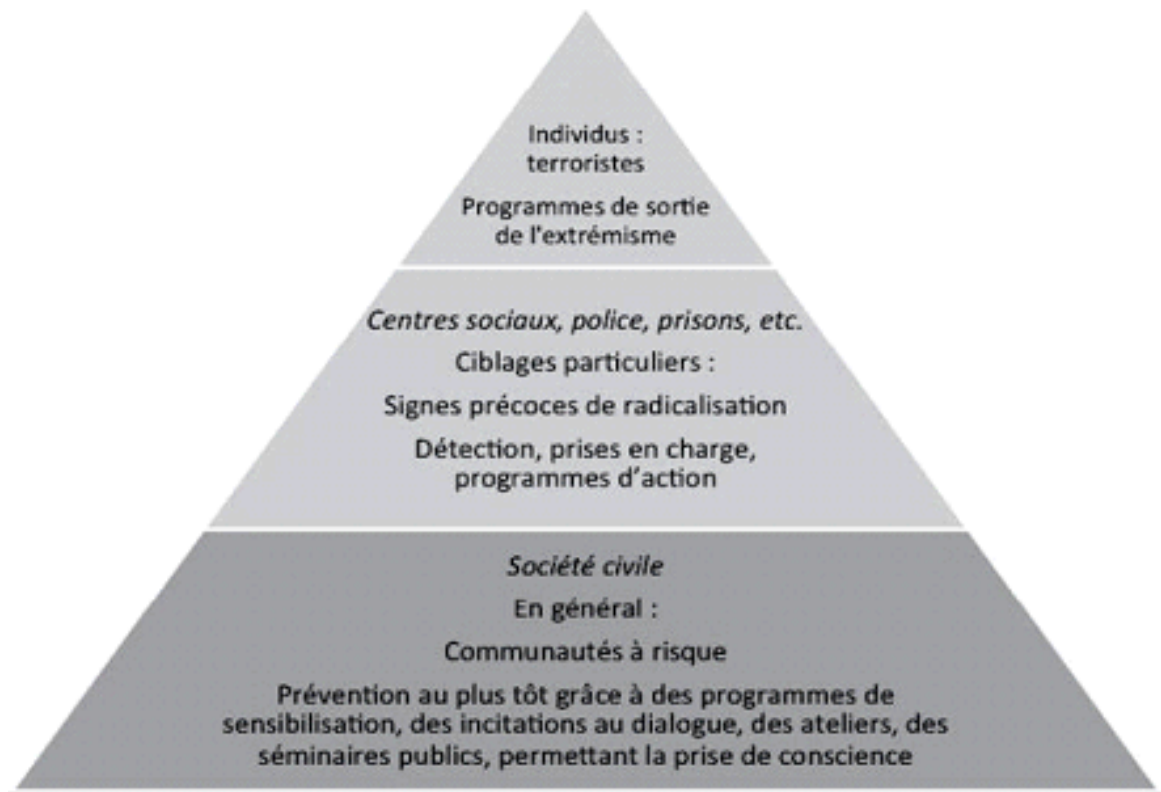 Individus :
terroristes
Programmes de sortie
de l'extrémisme
Centres sociaux, police, prisons, etc.
Ciblages particuliers :
Signes précoces de radicalisation
Détection, prises en charge,
programmes d’action
Société civile
En général :
Communautés à risque
Prévention au plus tôt grâce à des programmes de
sensibilisation, des incitations au dialogue, des ateliers, des
séminaires publics, permettant la prise de conscience